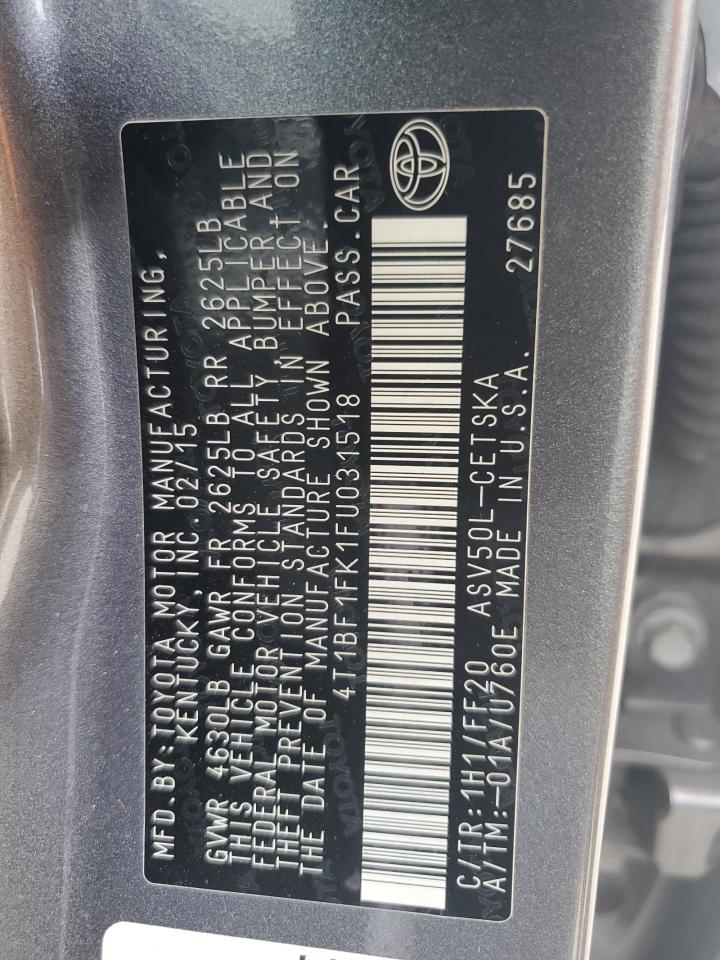 MFD.BY:TOYOTA MOTOR MANUFACTURING,
KENTUCKY, INC. 02/15
GVWR 4630LB GAWR FR 2625LB RR 2625LB
THIS VEHICLE CONFORMS TO ALL APPLICABLE
FEDERAL MOTOR VEHICLE SAFETY, BUMPER, AND
THEFT PREVENTION STANDARDS IN EFFECT ON
THE DATE OF MANUFACTURE SHOWN ABOVE.
4T1BF1FK1FU031518 PASS.CAR
C/TR:1H1/FF20 ASV50L-CETSKA
A/TM:-01A/U760E MADE IN U.S.A. 27685